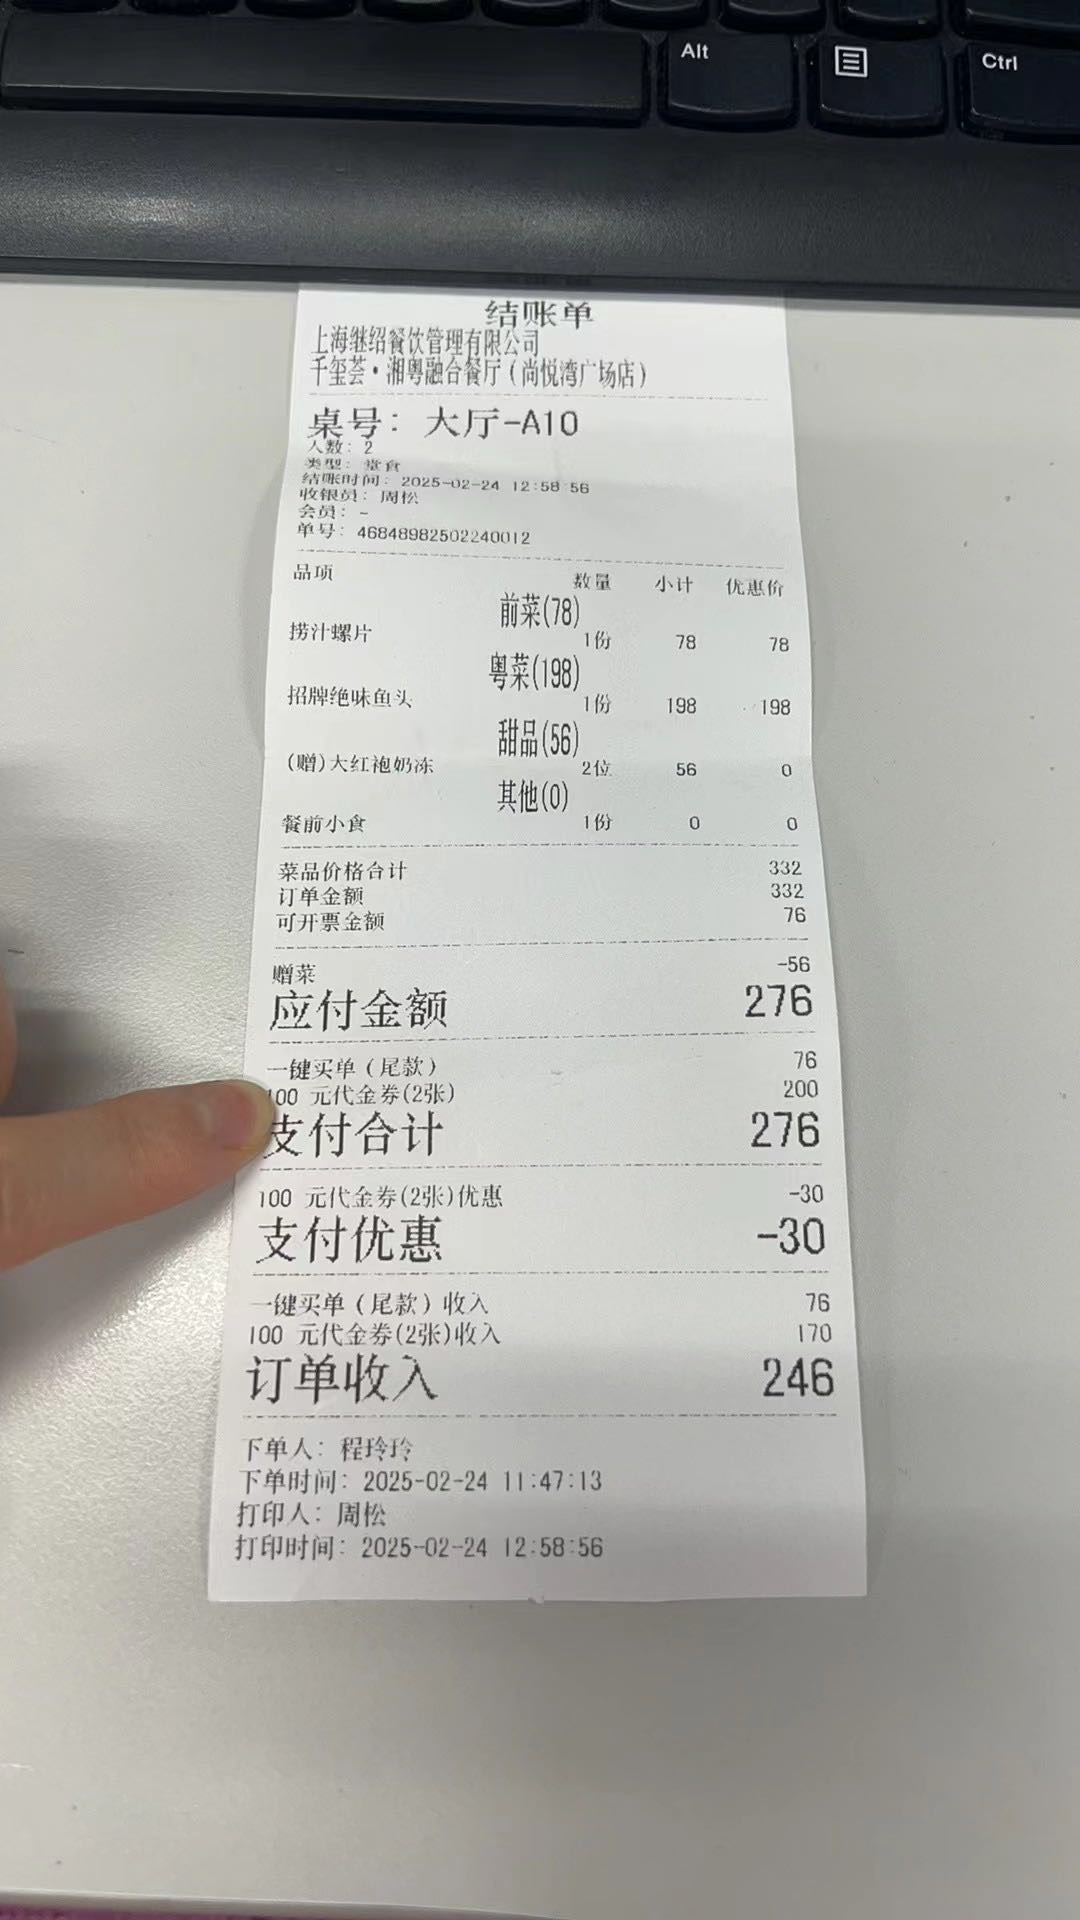 Alt
Ctrl
结账单
上海继绍餐饮管理有限公司
千玺荟·湘粤融合餐厅(尚悦湾广场店)
桌号: 大厅-A10
人数: 2
类型: 堂食
结账时间: 2025-02-24 12:58:56
收银员: 周松
会员: -
单号: 46848982502240012
品项 数量 小计 优惠价
前菜(78)
捞汁螺片 1份 78 78
粤菜(198)
招牌绝味鱼头 1份 198 198
甜品(56)
(赠)大红袍奶冻 2位 56 0
其他(0)
餐前小食 1份 0 0
菜品价格合计 332
订单金额 332
可开票金额 76
赠菜 -56
应付金额 276
一键买单(尾款) 76
100 元代金券(2张) 200
支付合计 276
100 元代金券(2张)优惠 -30
支付优惠 -30
一键买单(尾款)收入 76
100 元代金券(2张)收入 170
订单收入 246
下单人: 程玲玲
下单时间: 2025-02-24 11:47:13
打印人: 周松
打印时间: 2025-02-24 12:58:56